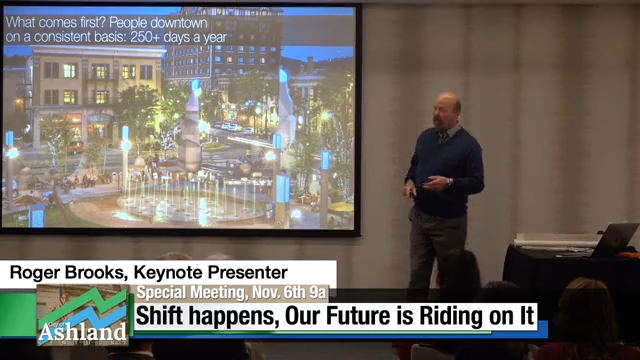 What comes first? People downtown
on a consistent basis: 250+ days a year
Roger Brooks, Keynote Presenter
Special Meeting, Nov. 6th 9a
Ashland
Shift happens, Our Future is Riding on It